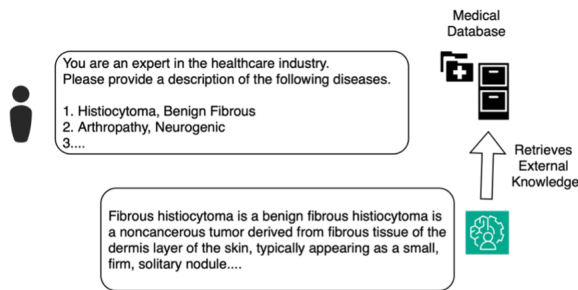 Medical
Database
You are an expert in the healthcare industry.
Please provide a description of the following diseases.
1. Histiocytoma, Benign Fibrous
2. Arthropathy, Neurogenic
3....
Retrieves
External
Knowledge
Fibrous histiocytoma is a benign fibrous histiocytoma is
a noncancerous tumor derived from fibrous tissue of the
dermis layer of the skin, typically appearing as a small,
firm, solitary nodule....